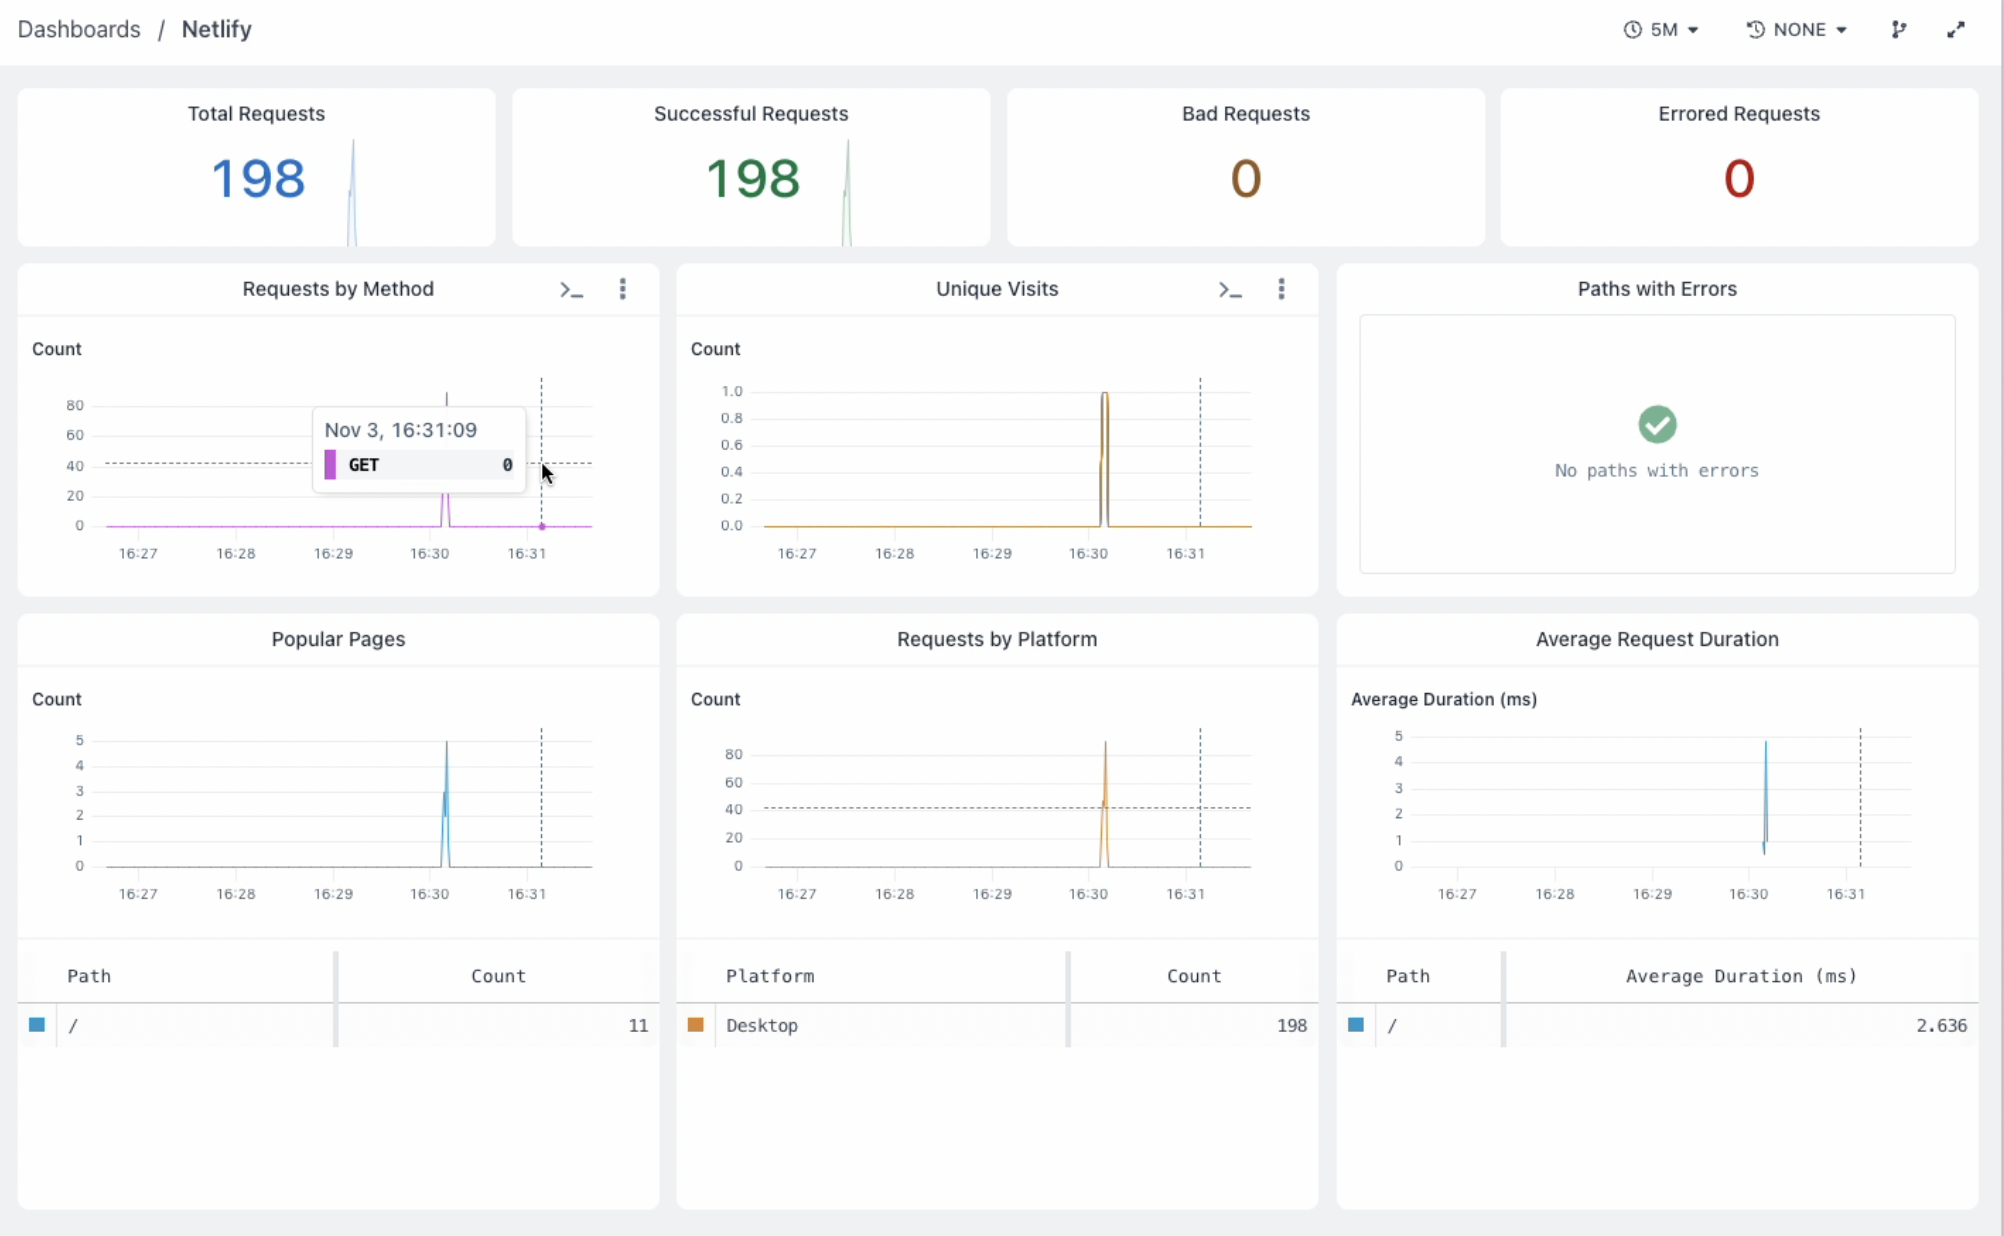 Dashboards / Netlify
5M
NONE
Total Requests
198
Successful Requests
198
Bad Requests
0
Errored Requests
0
Requests by Method
Count
80
60
40
20
0
16:27 16:28 16:29 16:30 16:31
Nov 3, 16:31:09
GET 0
Unique Visits
Count
1.0
0.8
0.6
0.4
0.2
0.0
16:27 16:28 16:29 16:30 16:31
Paths with Errors
No paths with errors
Popular Pages
Count
5
4
3
2
1
0
16:27 16:28 16:29 16:30 16:31
Path Count
/ 11
Requests by Platform
Count
80
60
40
20
0
16:27 16:28 16:29 16:30 16:31
Platform Count
Desktop 198
Average Request Duration
Average Duration (ms)
5
4
3
2
1
0
16:27 16:28 16:29 16:30 16:31
Path Average Duration (ms)
/ 2.636